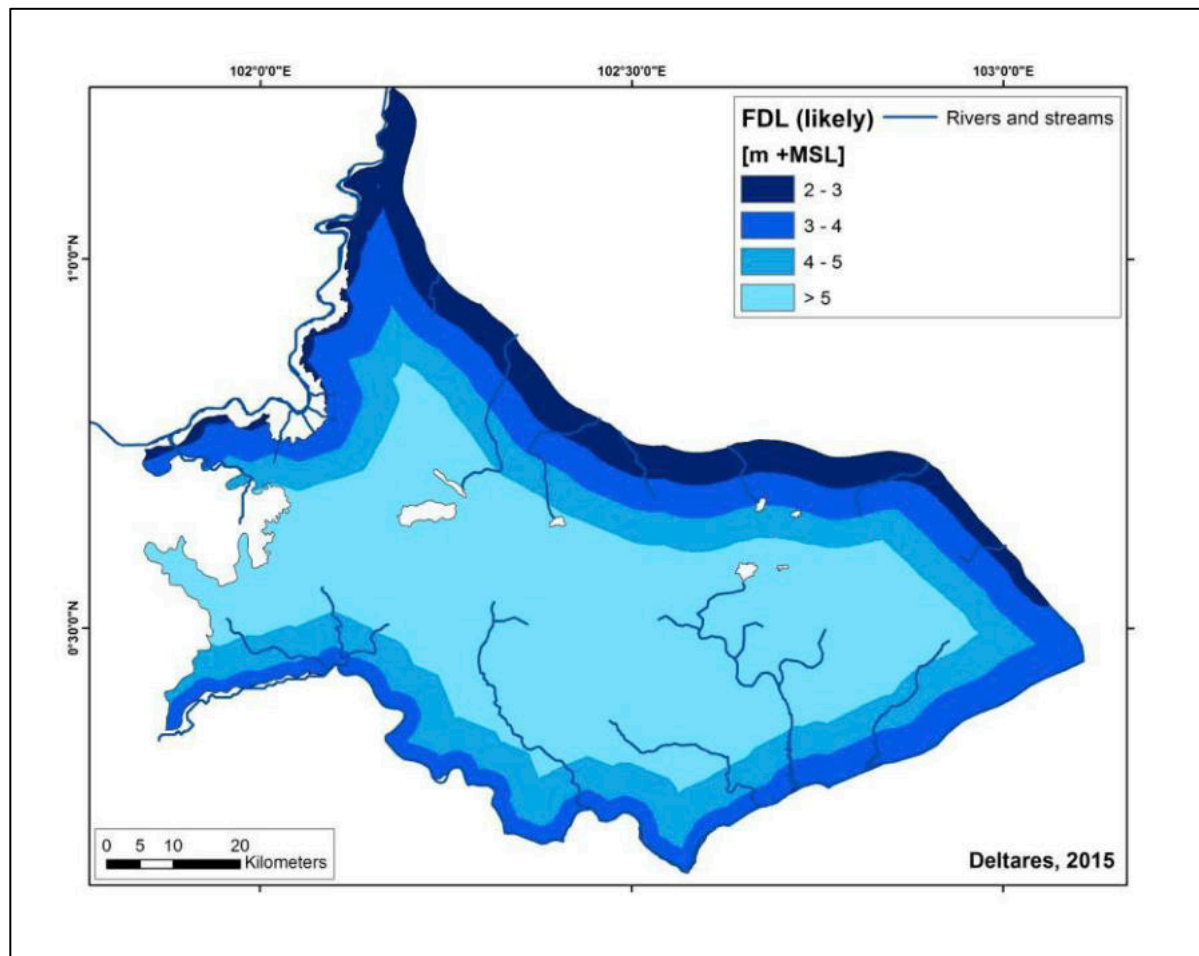 102°0'0"E
102°30'0"E
103°0'0"E
FDL (likely)
Rivers and streams
[m +MSL]
2 - 3
3 - 4
4 - 5
> 5
1°0'0"N
0°30'0"N
0 5 10 20
Kilometers
Deltares, 2015